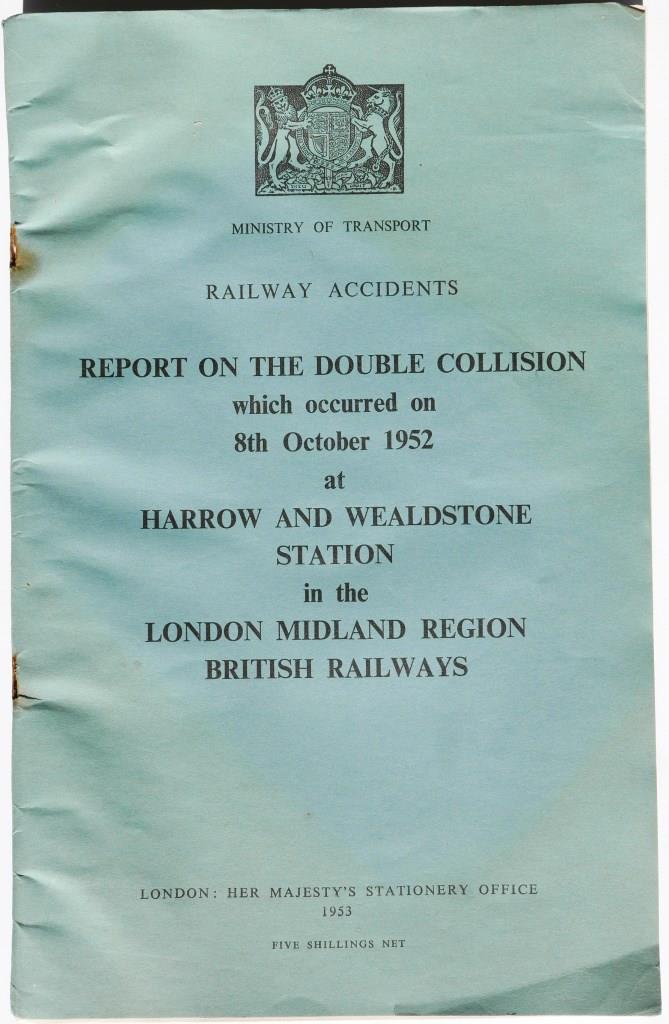 MINISTRY OF TRANSPORT
RAILWAY ACCIDENTS
REPORT ON THE DOUBLE COLLISION
which occurred on
8th October 1952
at
HARROW AND WEALDSTONE
STATION
in the
LONDON MIDLAND REGION
BRITISH RAILWAYS
LONDON: HER MAJESTY'S STATIONERY OFFICE
1953
FIVE SHILLINGS NET